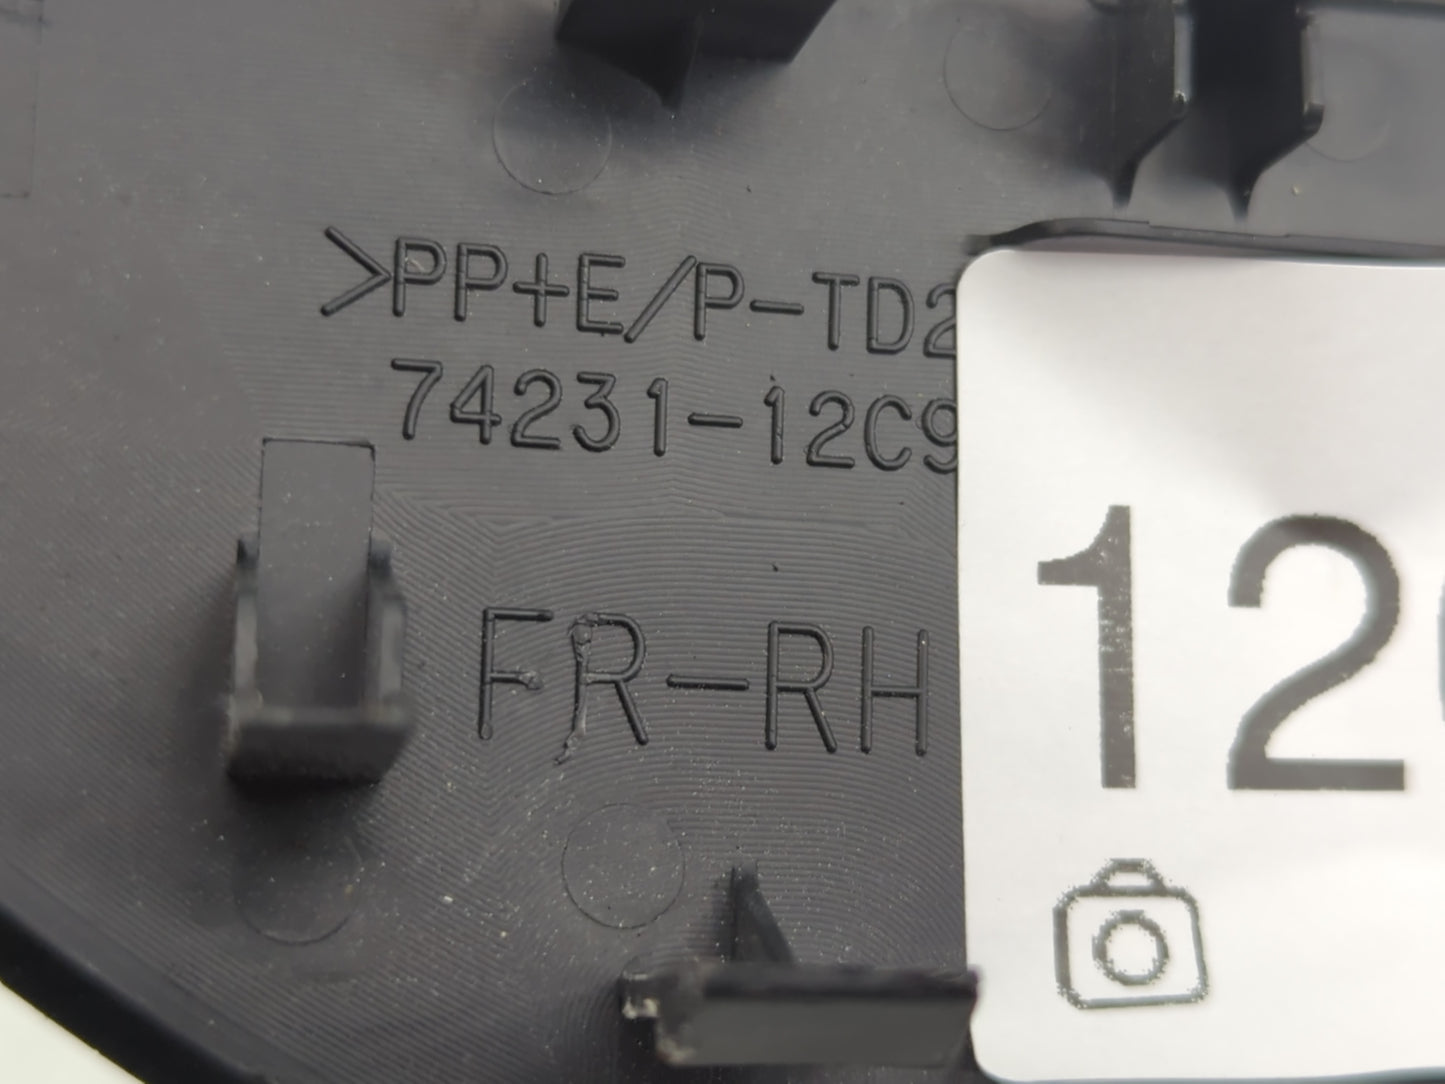 >PP+E/P-TD2
74231-12C9
FR-RH
12